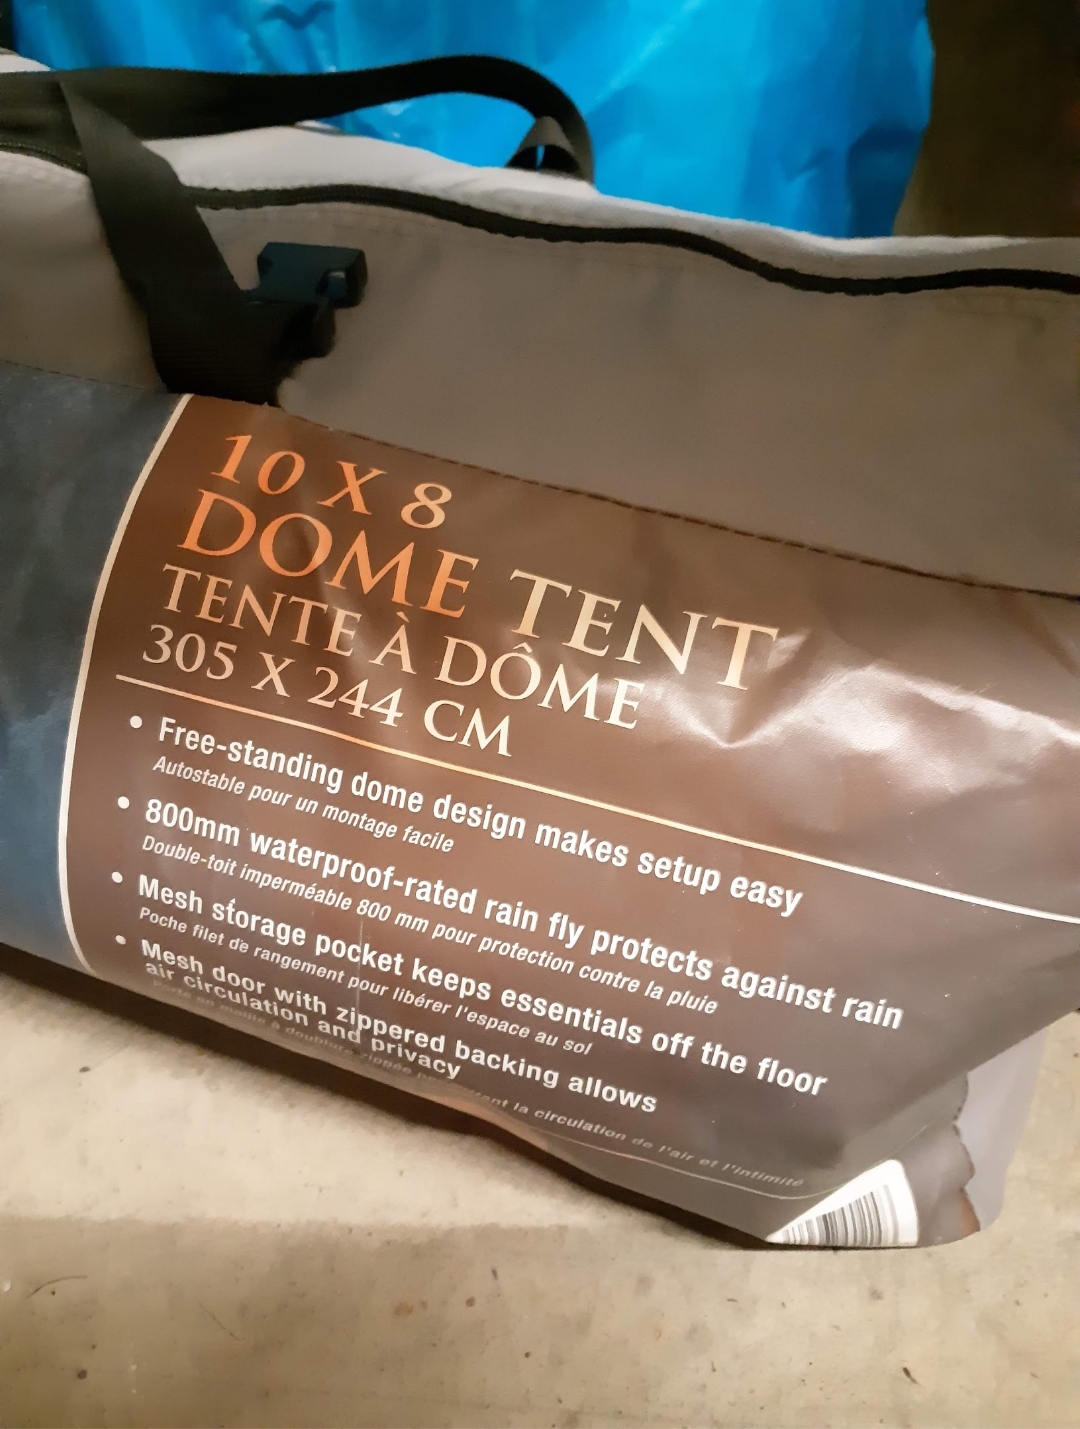 10 X 8
DOME TENT
TENTE À DÔME
305 X 244 CM
• Free-standing dome design makes setup easy
Autostable pour un montage facile
• 800mm waterproof-rated rain fly protects against rain
Double-toit imperméable 800 mm pour protection contre la pluie
• Mesh storage pocket keeps essentials off the floor
Poche filet de rangement pour libérer l'espace au sol
• Mesh door with zippered backing allows
air circulation and privacy
la circulation de l'air et l'intimité